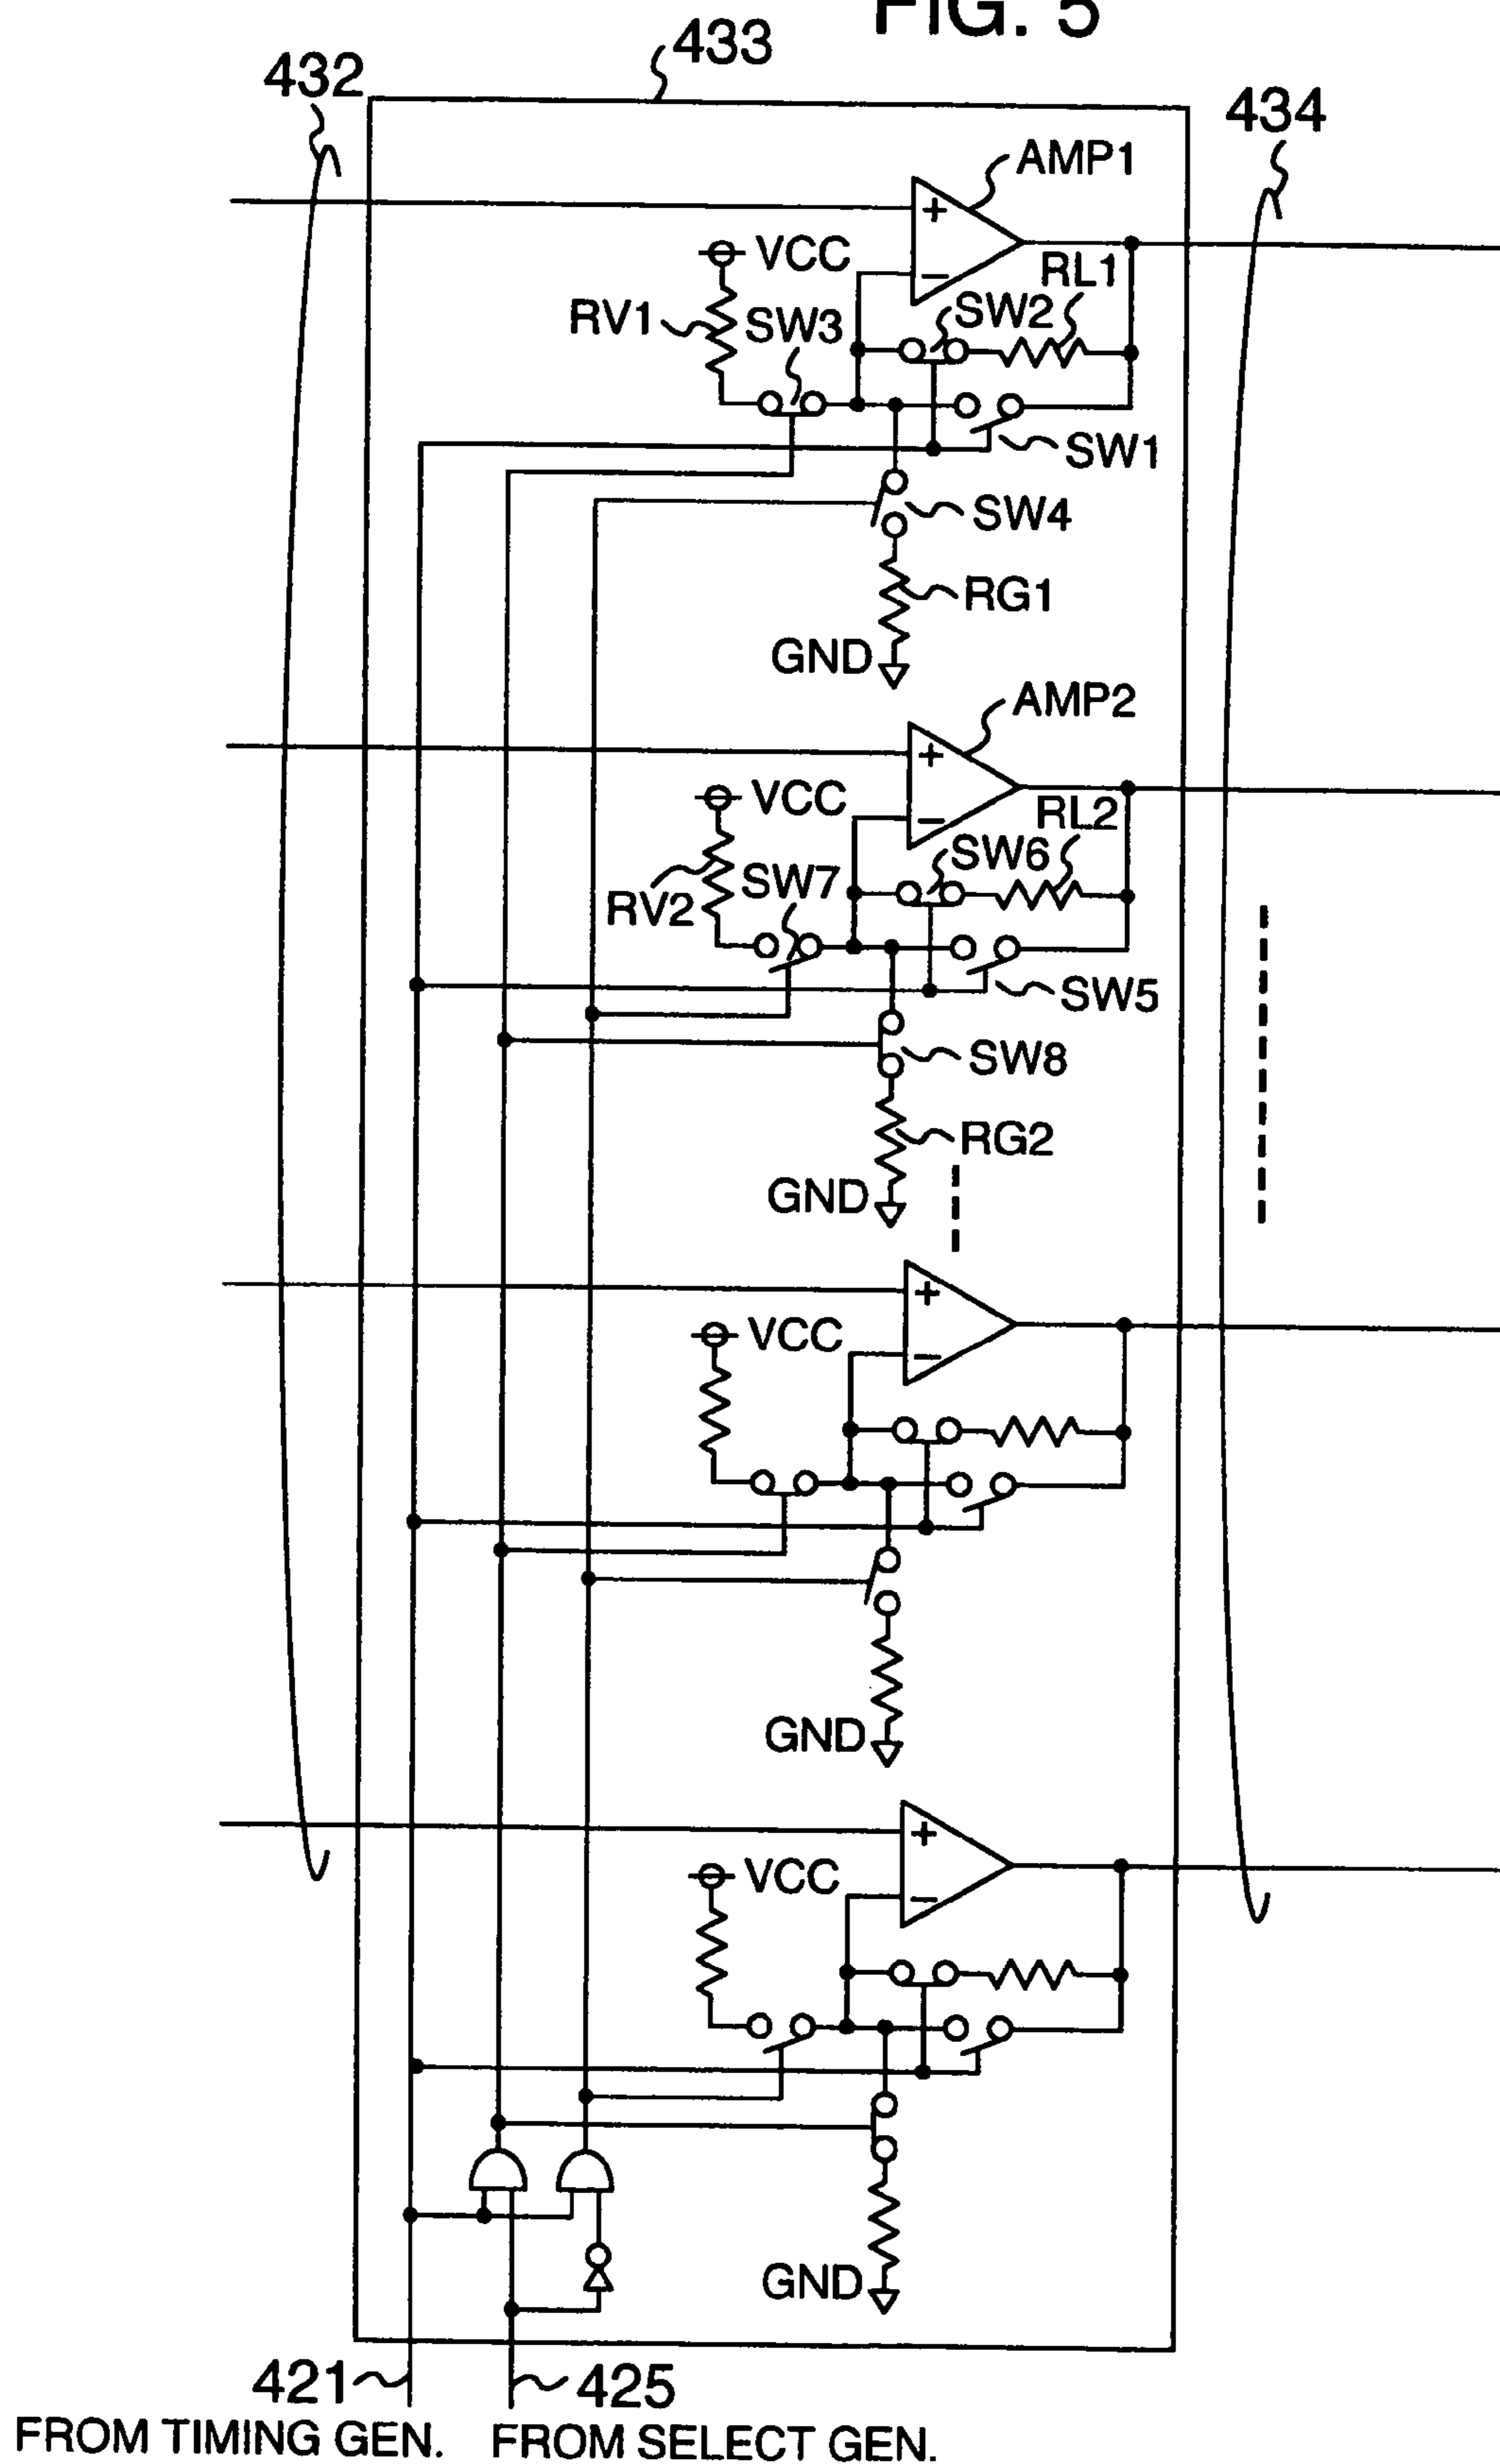 FIG. 5
433
432
434
AMP1
+
VCC
−
RL1
SW2
RV1
SW3
SW1
SW4
RG1
GND
AMP2
+
VCC
−
RL2
SW6
SW7
RV2
SW5
SW8
RG2
GND
+
VCC
−
GND
+
VCC
−
GND
421
425
FROM TIMING GEN.
FROM SELECT GEN.